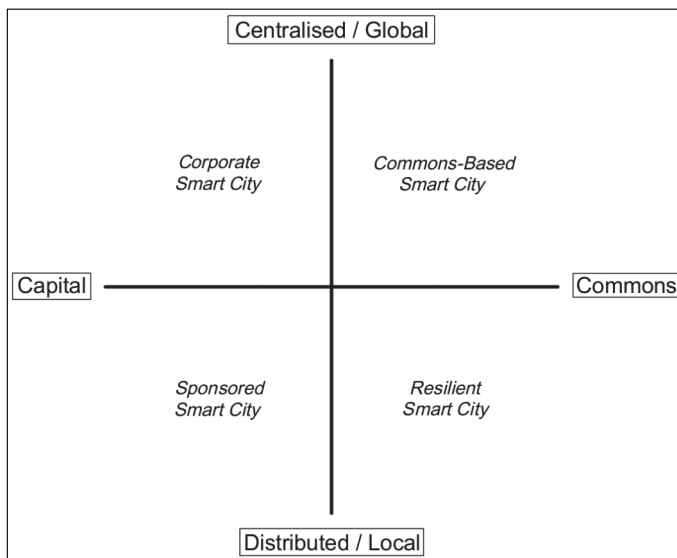 Centralised / Global
Corporate
Smart City
Commons-Based
Smart City
Capital
Commons
Sponsored
Smart City
Resilient
Smart City
Distributed / Local